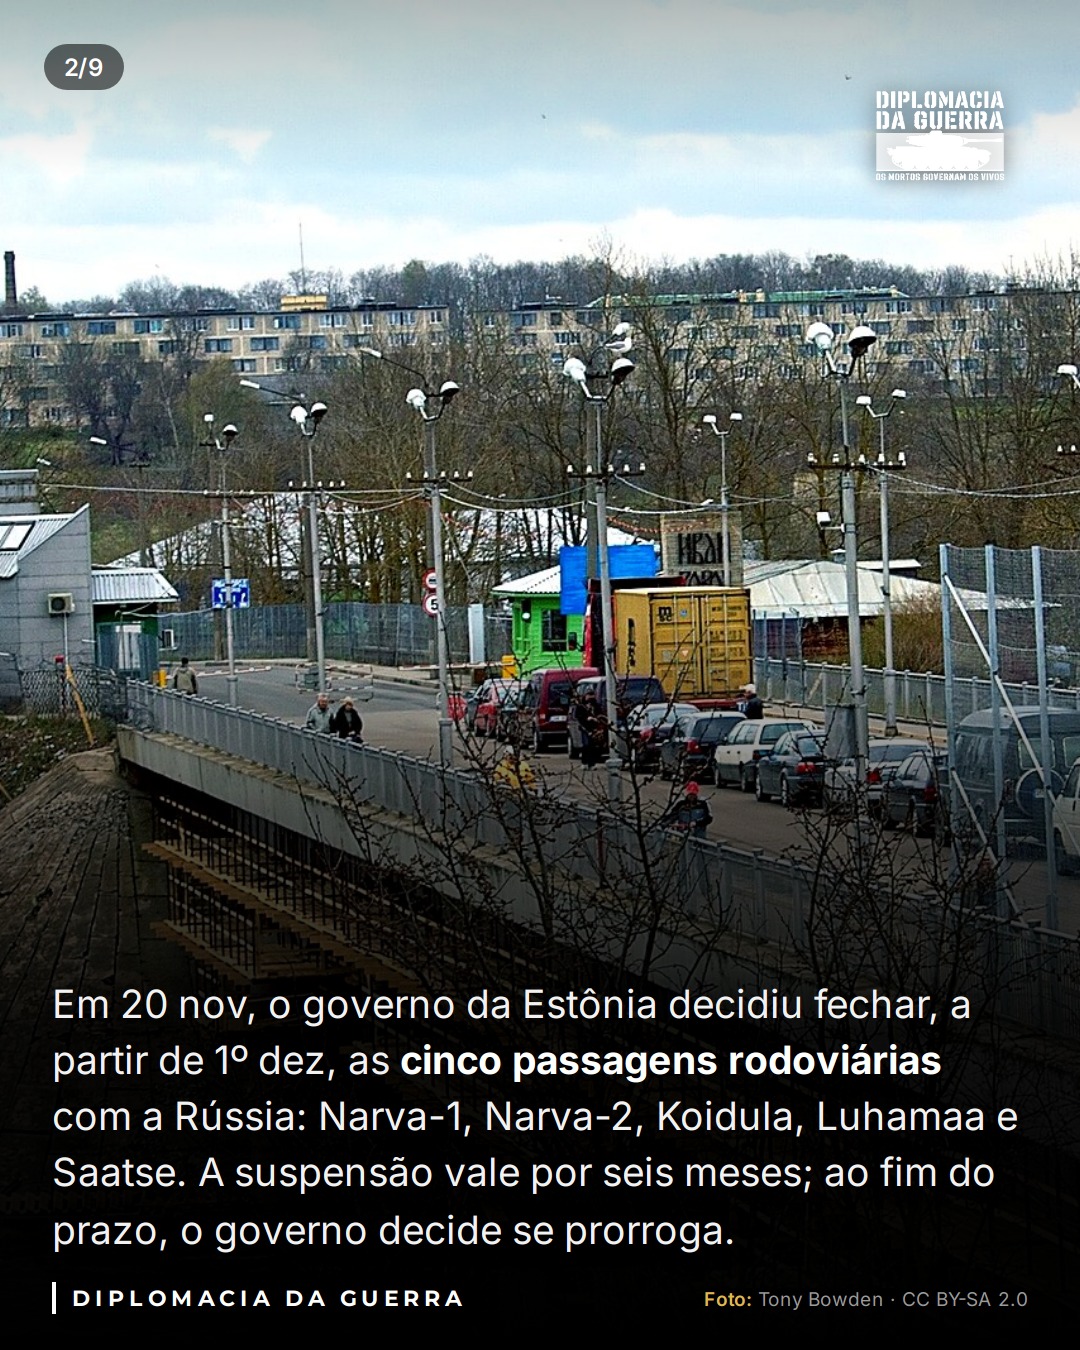 2/9
DIPLOMACIA
DA GUERRA
OS MORTOS GOVERNAM OS VIVOS
ИВАН
msc
5
Em 20 nov, o governo da Estônia decidiu fechar, a
partir de 1º dez, as cinco passagens rodoviárias
com a Rússia: Narva-1, Narva-2, Koidula, Luhamaa e
Saatse. A suspensão vale por seis meses; ao fim do
prazo, o governo decide se prorroga.
DIPLOMACIA DA GUERRA
Foto: Tony Bowden · CC BY-SA 2.0